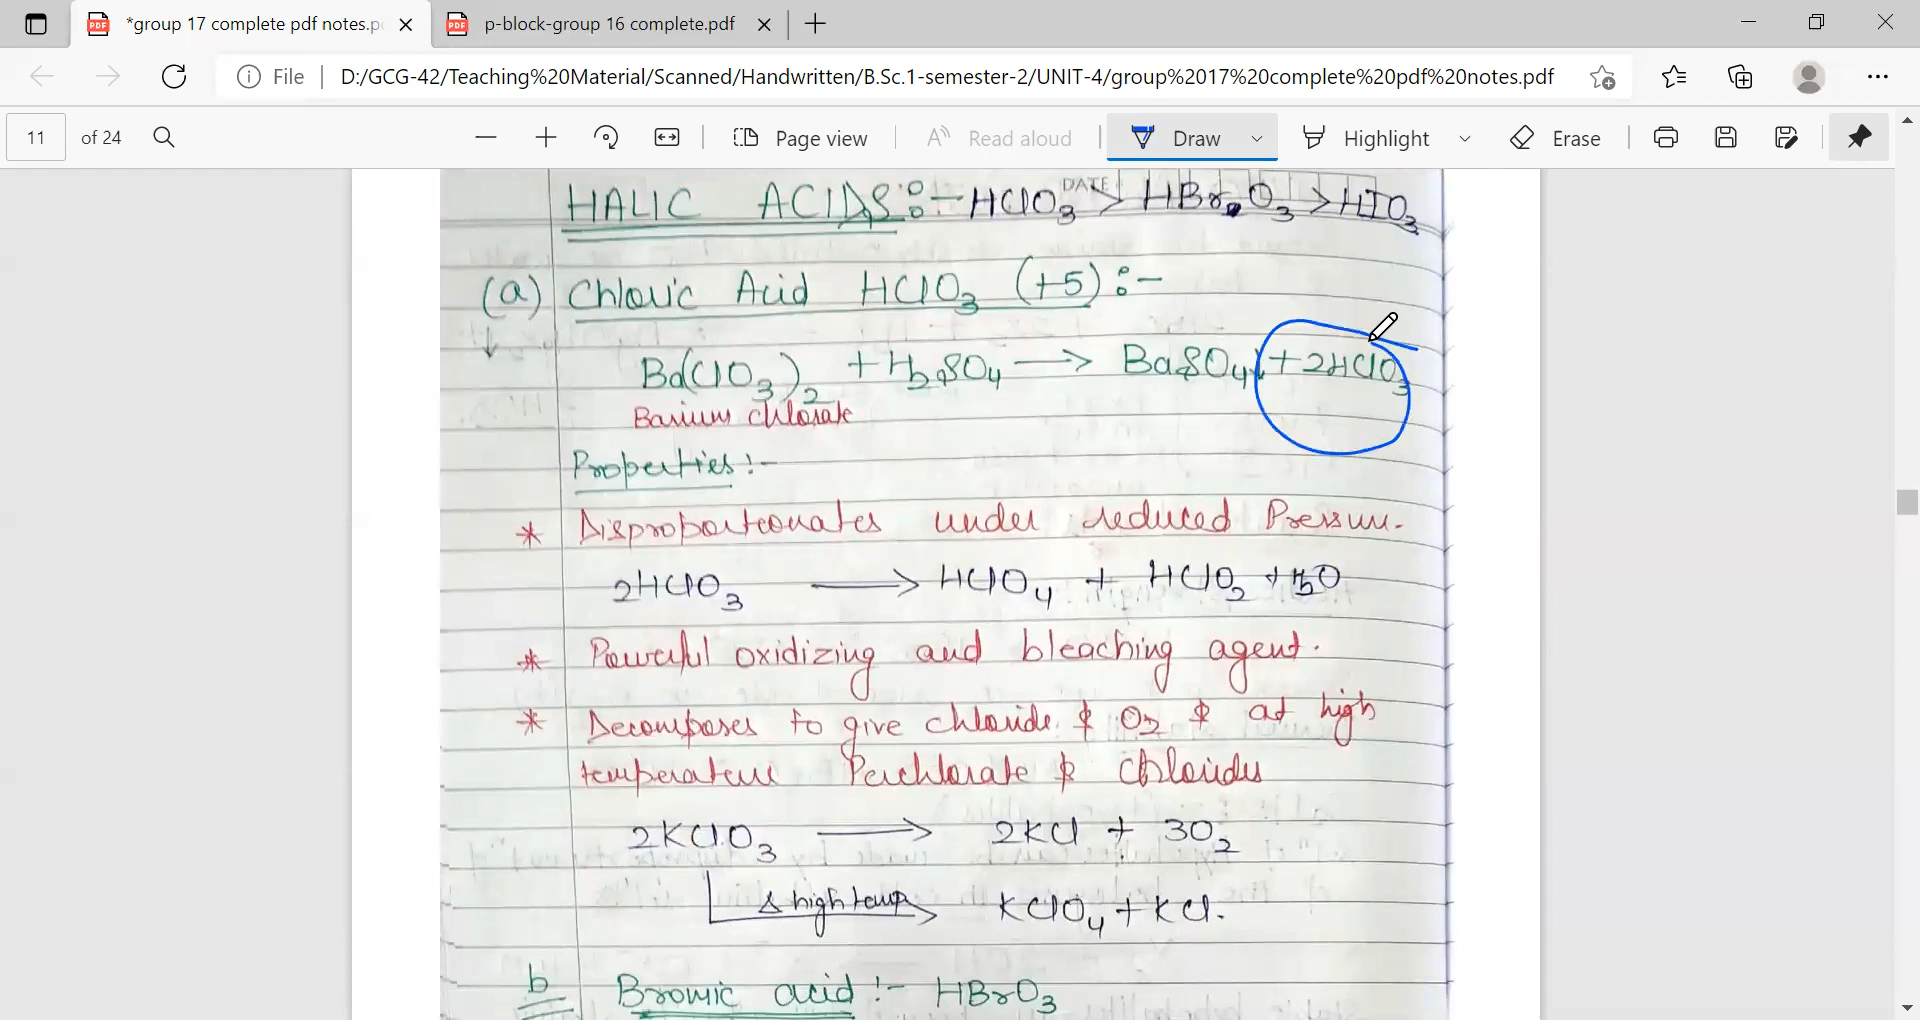 *group 17 complete pdf notes.p
p-block-group 16 complete.pdf
File
D:/GCG-42/Teaching%20Material/Scanned/Handwritten/B.Sc.1-semester-2/UNIT-4/group%2017%20complete%20pdf%20notes.pdf
11 of 24
Page view
Read aloud
Draw
Highlight
Erase
DATE
HALIC ACIDS:- HClO3 > HBrO3 > HIO3
(a) Chloric Acid HClO3 (+5):-
Ba(ClO3)2 + H2SO4 → BaSO4↓ + 2HClO3
Barium chlorate
Properties:-
* Disproportionates under reduced Pressure.
2HClO3 → HClO4 + HClO2 + H2O
* Powerful oxidizing and bleaching agent.
* Decomposes to give chloride & O2 & at high
temperature Perchlorate & chlorides
2KClO3 → 2KCl + 3O2
Δ high temp → KClO4 + KCl.
b Bromic acid:- HBrO3